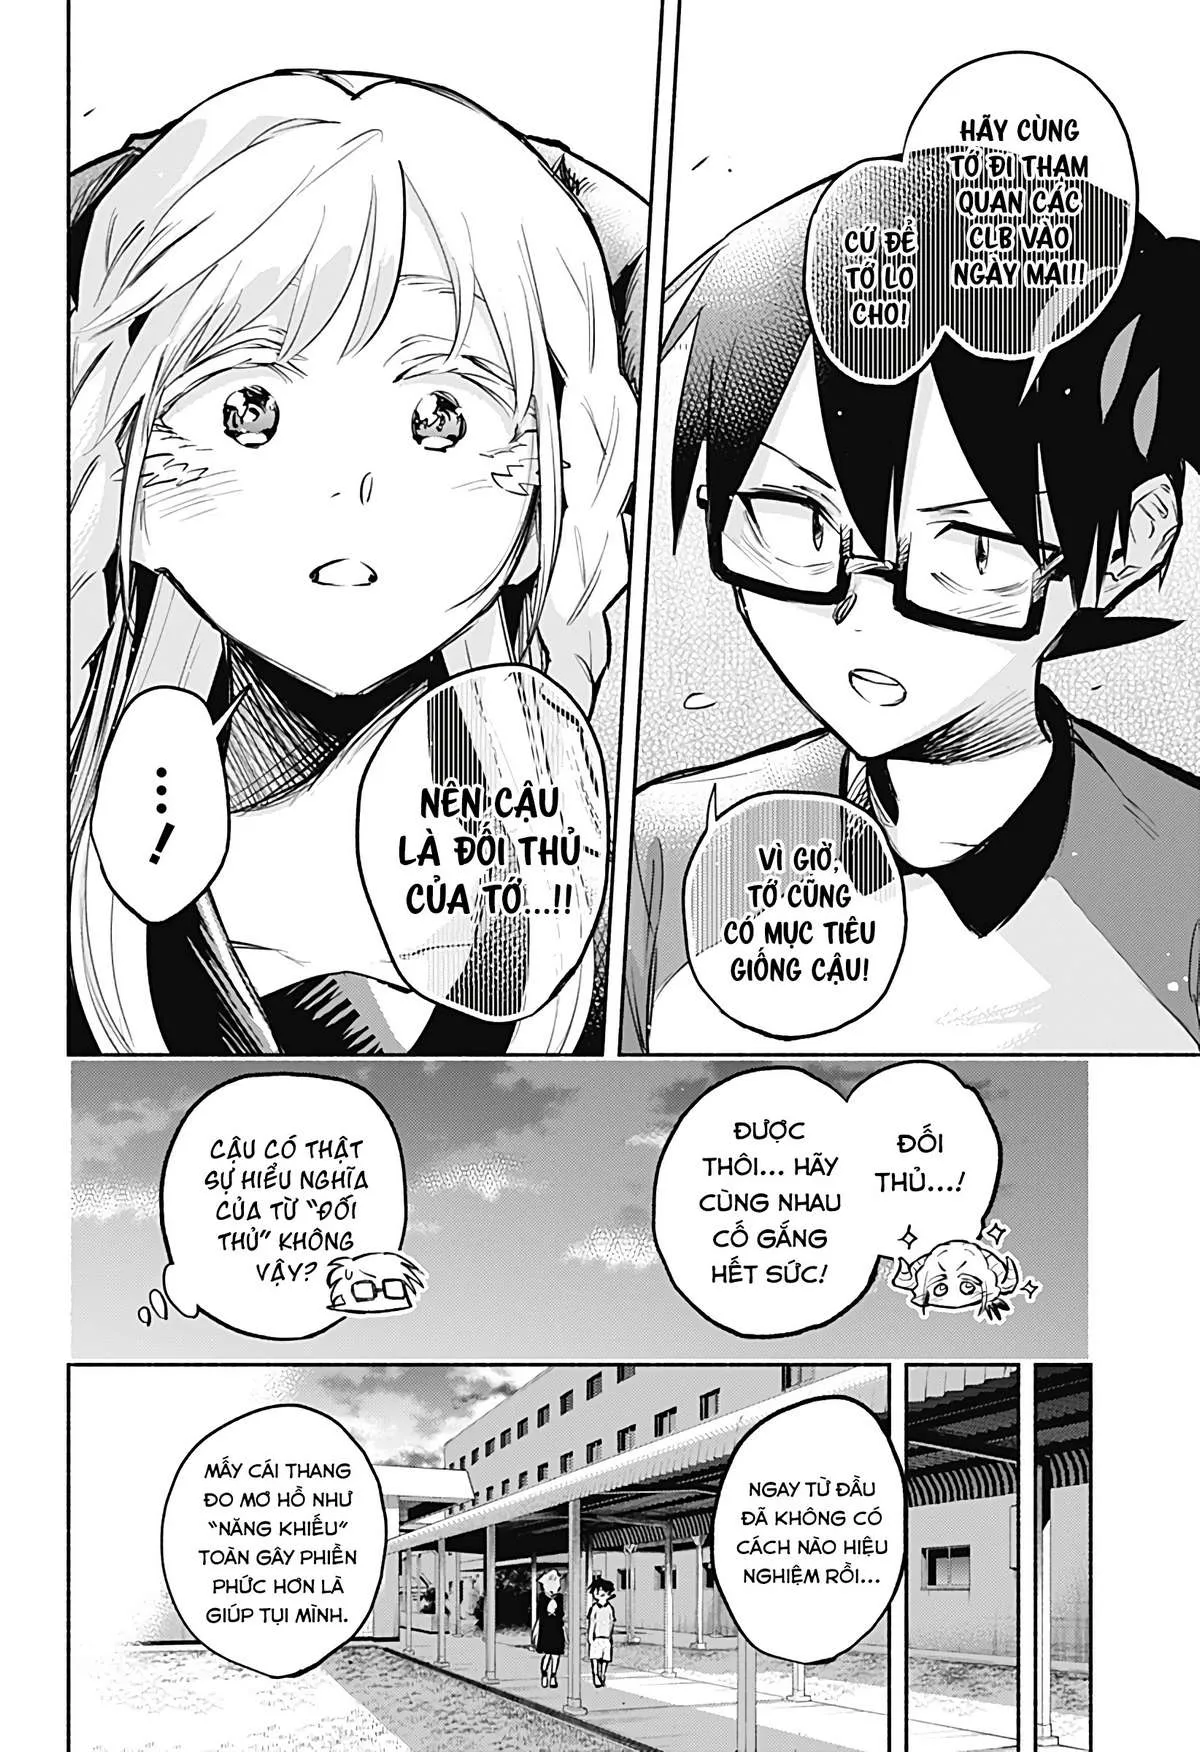 HÃY CÙNG
TỚ ĐI THAM
QUAN CÁC
CLB VÀO
NGÀY MAI!!
CỨ ĐỂ
TỚ LO
CHO!
VÌ GIỜ,
TỚ CŨNG
CÓ MỤC TIÊU
GIỐNG CẬU!
NÊN CẬU
LÀ ĐỐI THỦ
CỦA TỚ...!!
...!
ĐỐI
THỦ...!
ĐƯỢC
THÔI... HÃY
CÙNG NHAU
CỐ GẮNG
HẾT SỨC!
CẬU CÓ THẬT
SỰ HIỂU NGHĨA
CỦA TỪ "ĐỐI
THỦ" KHÔNG
VẬY?
NGAY TỪ ĐẦU
ĐÃ KHÔNG CÓ
CÁCH NÀO HIỆU
NGHIỆM RỒI...
MẤY CÁI THANG
ĐO MƠ HỒ NHƯ
"NĂNG KHIẾU"
TOÀN GÂY PHIỀN
PHỨC HƠN LÀ
GIÚP TỤI MÌNH.